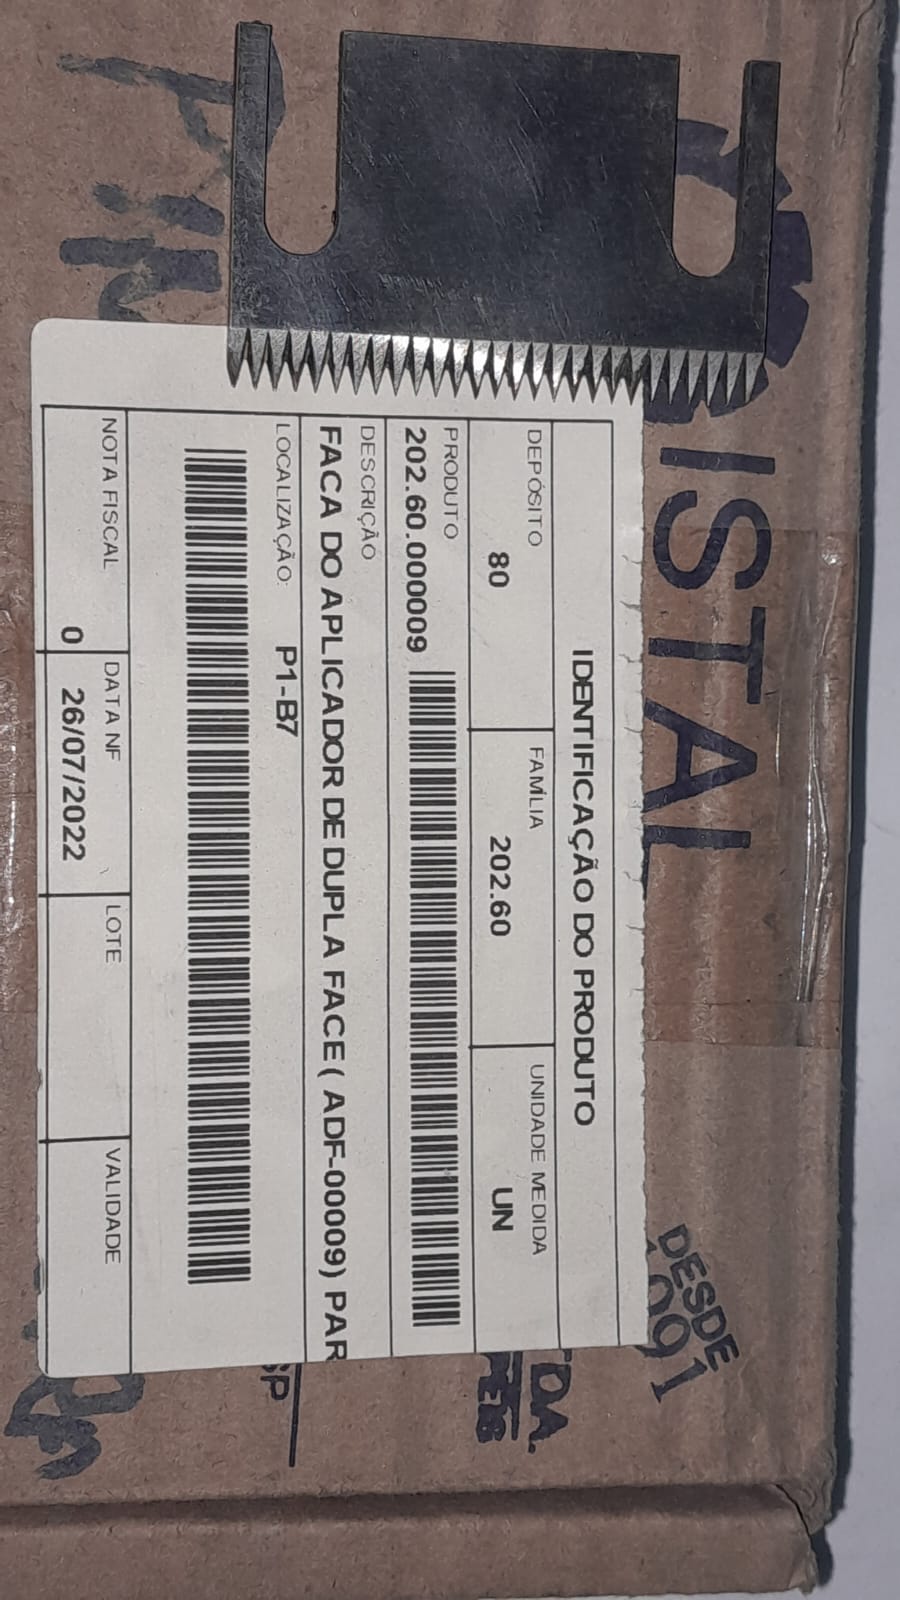 BISTAL
DESDE
1991
LTDA.
IDENTIFICAÇÃO DO PRODUTO
DEPÓSITO FAMÍLIA UNIDADE MEDIDA
80 202.60 UN
PRODUTO
202.60.000009
DESCRIÇÃO
FACA DO APLICADOR DE DUPLA FACE ( ADF-00009) PAR
LOCALIZAÇÃO: P1-B7
SP
NOTA FISCAL DATA NF LOTE VALIDADE
0 26/07/2022